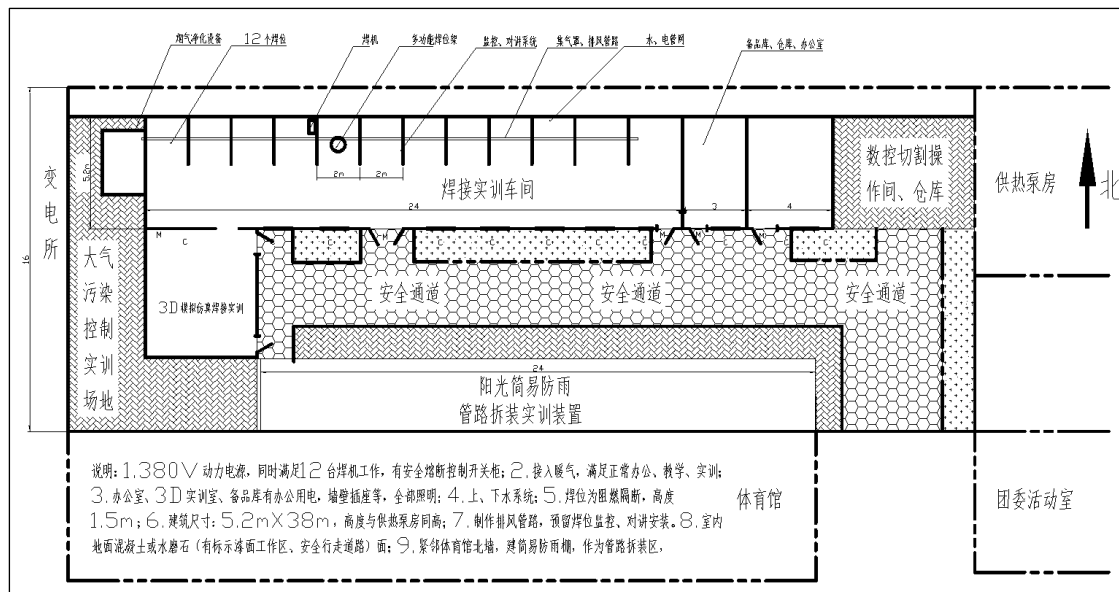 烟气净化设备
12个焊位
焊机
多功能焊位架
监控、对讲系统
集气罩、排风管路
水、电管网
备品库、仓库、办公室
变电所
5.2m
2m
2m
焊接实训车间
数控切割操
作间、仓库
供热泵房
北
24
3
4
16
M
C
C
M
C
C
C
C
C
M
C
M
C
大气污染控制实训场地
3D模拟仿真焊接实训
安全通道
安全通道
安全通道
24
阳光简易防雨
管路拆装实训装置
说明：1.380V动力电源，同时满足12台焊机工作，有安全熔断控制开关柜；2.接入暖气，满足正常办公、教学、实训；
3.办公室、3D实训室、备品库有办公用电，墙壁插座等，全部照明；4.上、下水系统；5.焊位为阻燃隔断，高度
1.5m；6.建筑尺寸：5.2mX38m，高度与供热泵房同高；7.制作排风管路，预留焊位监控、对讲安装。8.室内
地面混凝土或水磨石（有标示漆面工作区、安全行走道路）面；9.紧邻体育馆北墙，建简易防雨棚，作为管路拆装区，
体育馆
团委活动室